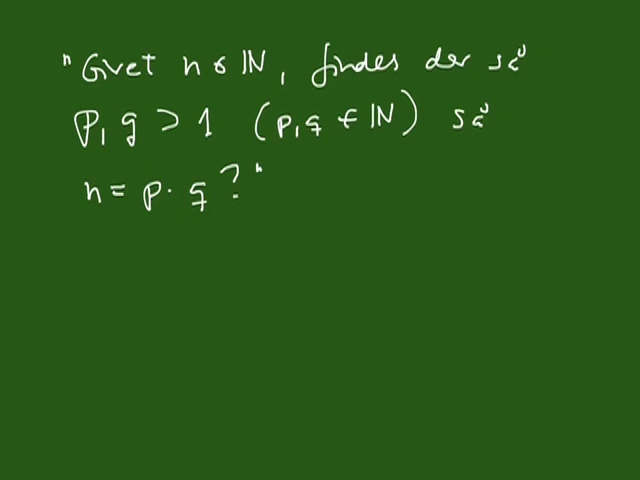 "Givet n ∈ ℕ, findes der så
p, q > 1 (p, q ∈ ℕ) så
n = p · q ?"